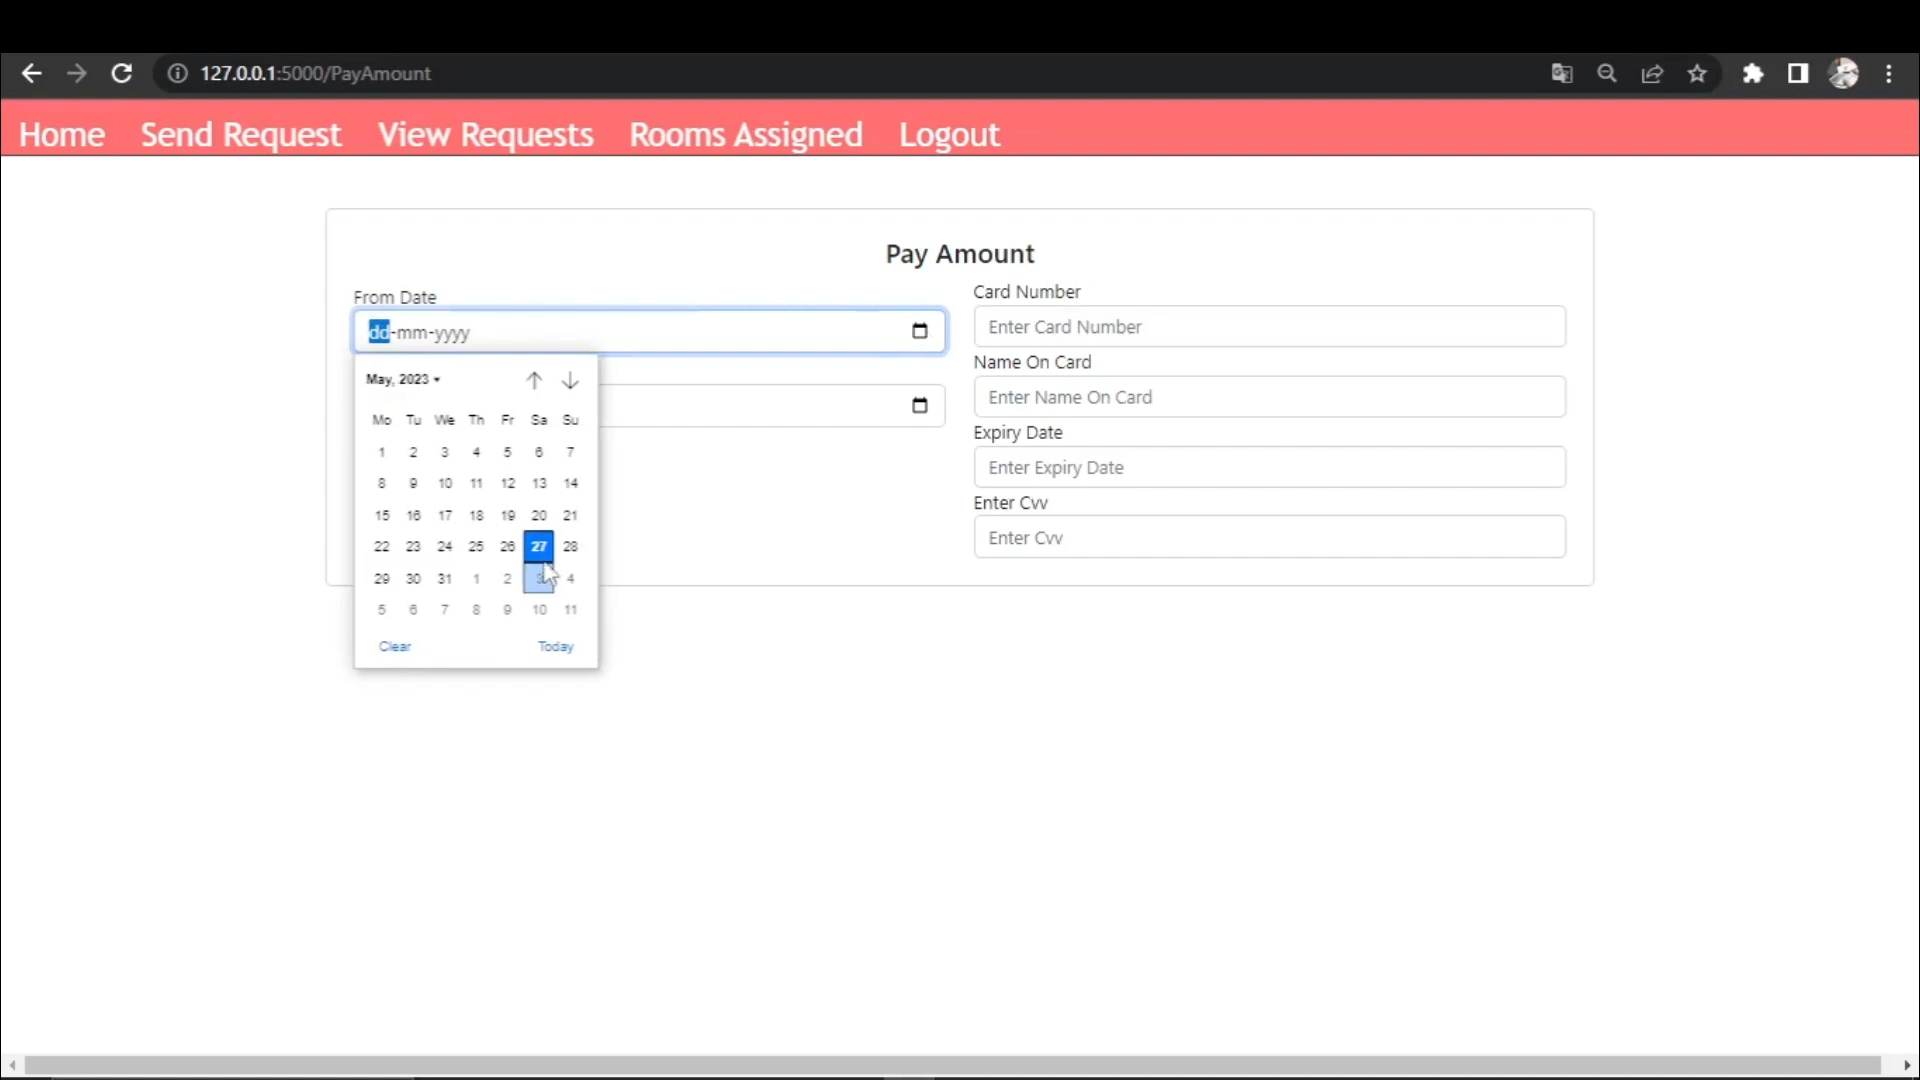 127.0.0.1:5000/PayAmount
Home Send Request View Requests Rooms Assigned Logout
Pay Amount
From Date
dd-mm-yyyy
May, 2023
Mo Tu We Th Fr Sa Su
1 2 3 4 5 6 7
8 9 10 11 12 13 14
15 16 17 18 19 20 21
22 23 24 25 26 27 28
29 30 31 1 2 3 4
5 6 7 8 9 10 11
Clear Today
Card Number
Enter Card Number
Name On Card
Enter Name On Card
Expiry Date
Enter Expiry Date
Enter Cvv
Enter Cvv